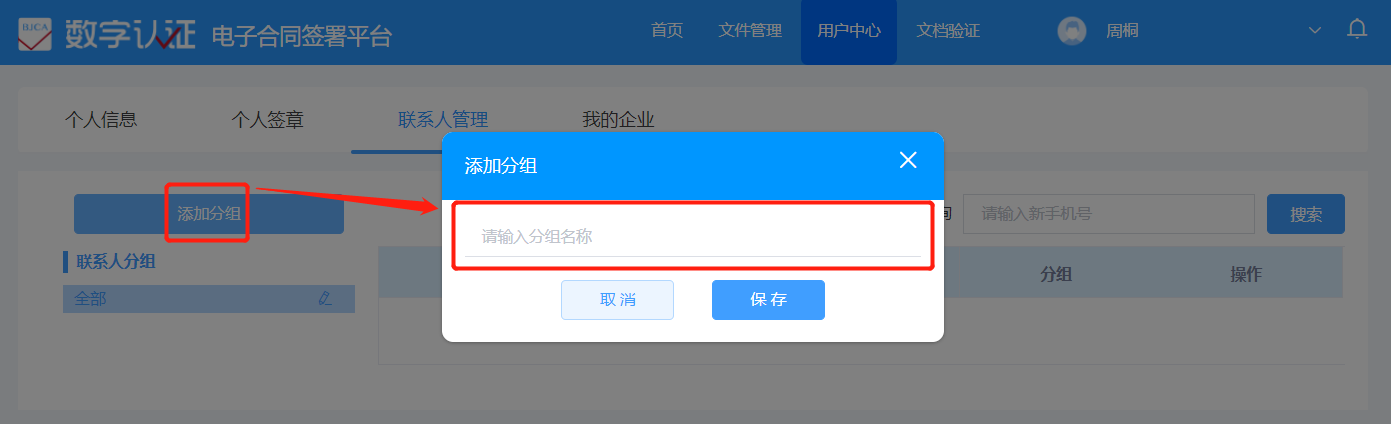 BJCA 数字认证 电子合同签署平台 首页 文件管理 用户中心 文档验证 周桐
个人信息 个人签章 联系人管理 我的企业
添加分组
添加分组 请输入新手机号 搜索
请输入分组名称
联系人分组
分组 操作
全部
取消 保存